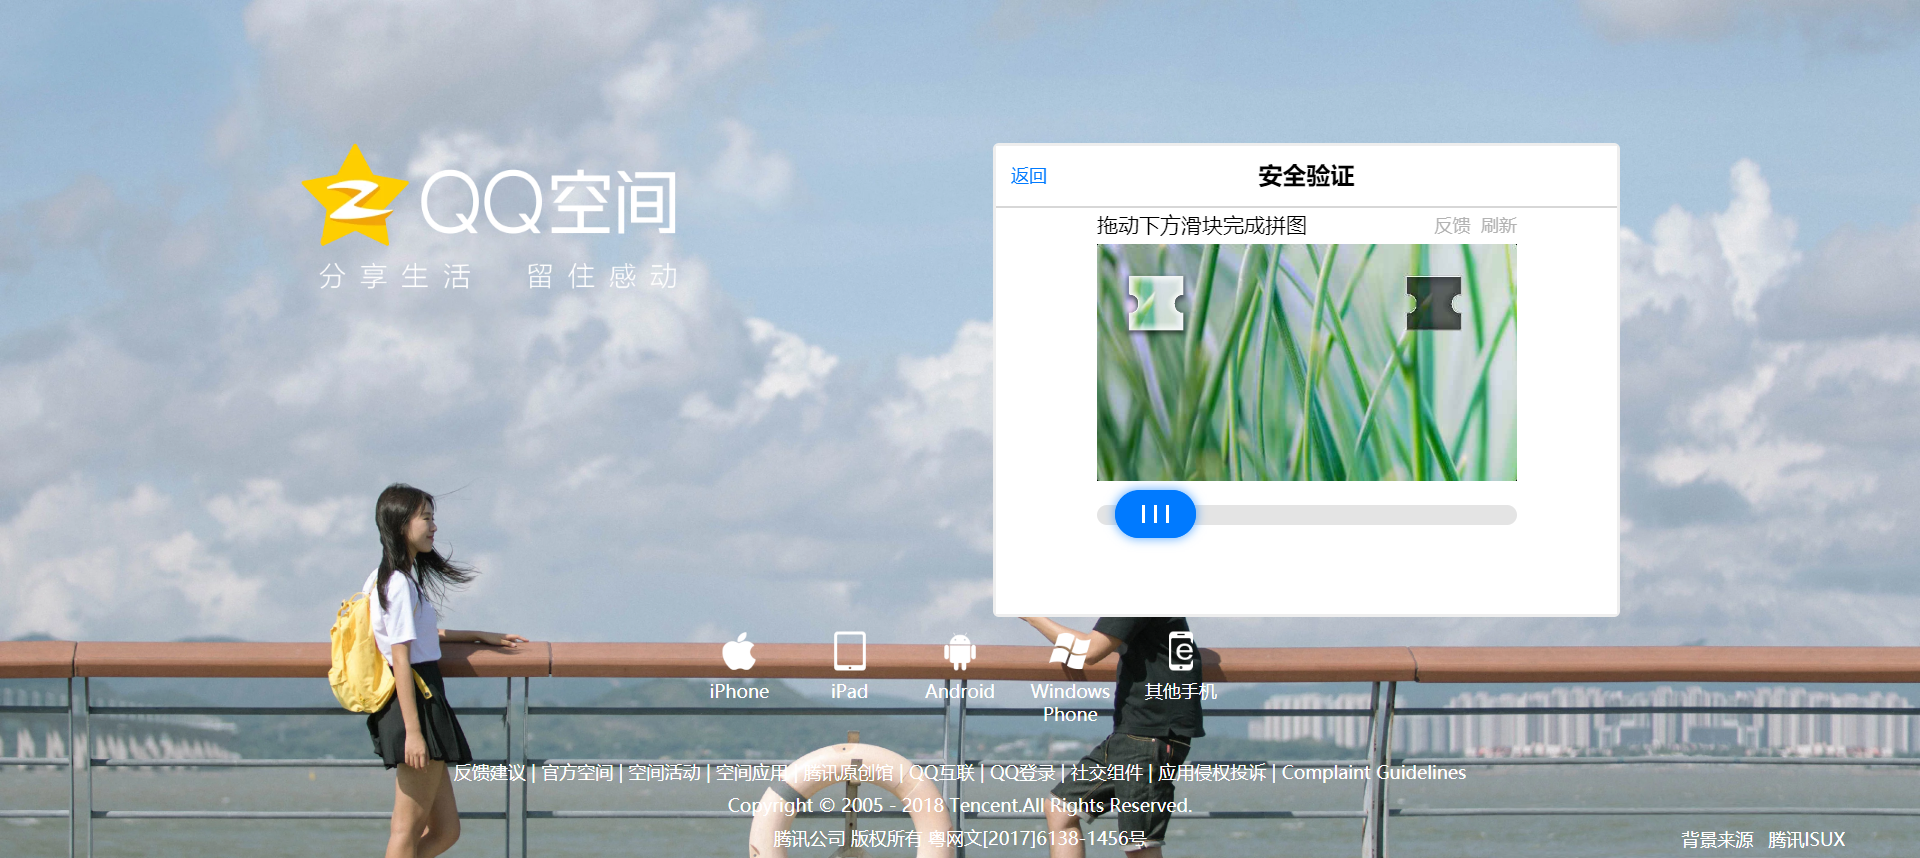 QQ空间
分享生活 留住感动
返回 安全验证
拖动下方滑块完成拼图 反馈 刷新
iPhone iPad Android Windows Phone 其他手机
反馈建议 | 官方空间 | 空间活动 | 空间应用 | 腾讯原创馆 | QQ互联 | QQ登录 | 社交组件 | 应用侵权投诉 | Complaint Guidelines
Copyright © 2005 - 2018 Tencent.All Rights Reserved.
腾讯公司 版权所有 粤网文[2017]6138-1456号
背景来源 腾讯ISUX